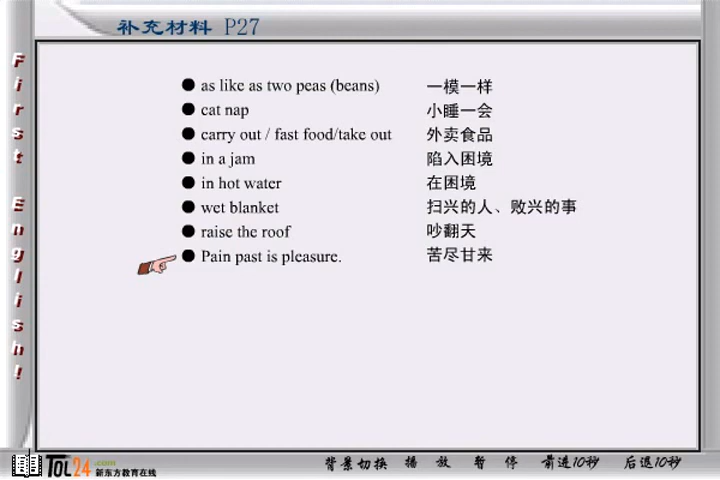 补充材料 P27
First English!
● as like as two peas (beans) 一模一样
● cat nap 小睡一会
● carry out / fast food/take out 外卖食品
● in a jam 陷入困境
● in hot water 在困境
● wet blanket 扫兴的人、败兴的事
● raise the roof 吵翻天
● Pain past is pleasure. 苦尽甘来
TOL24.com 新东方教育在线 背景切换 播放 暂停 前进10秒 后退10秒